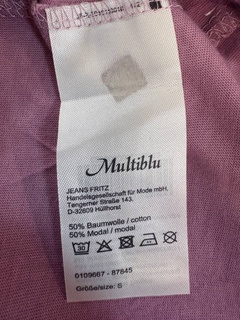 Multiblu
JEANS FRITZ
Handelsgesellschaft für Mode mbH,
Tengerner Straße 143,
D-32609 Hüllhorst
50% Baumwolle / cotton
50% Modal / modal
30
0109667 - 87845
Größe/size: S